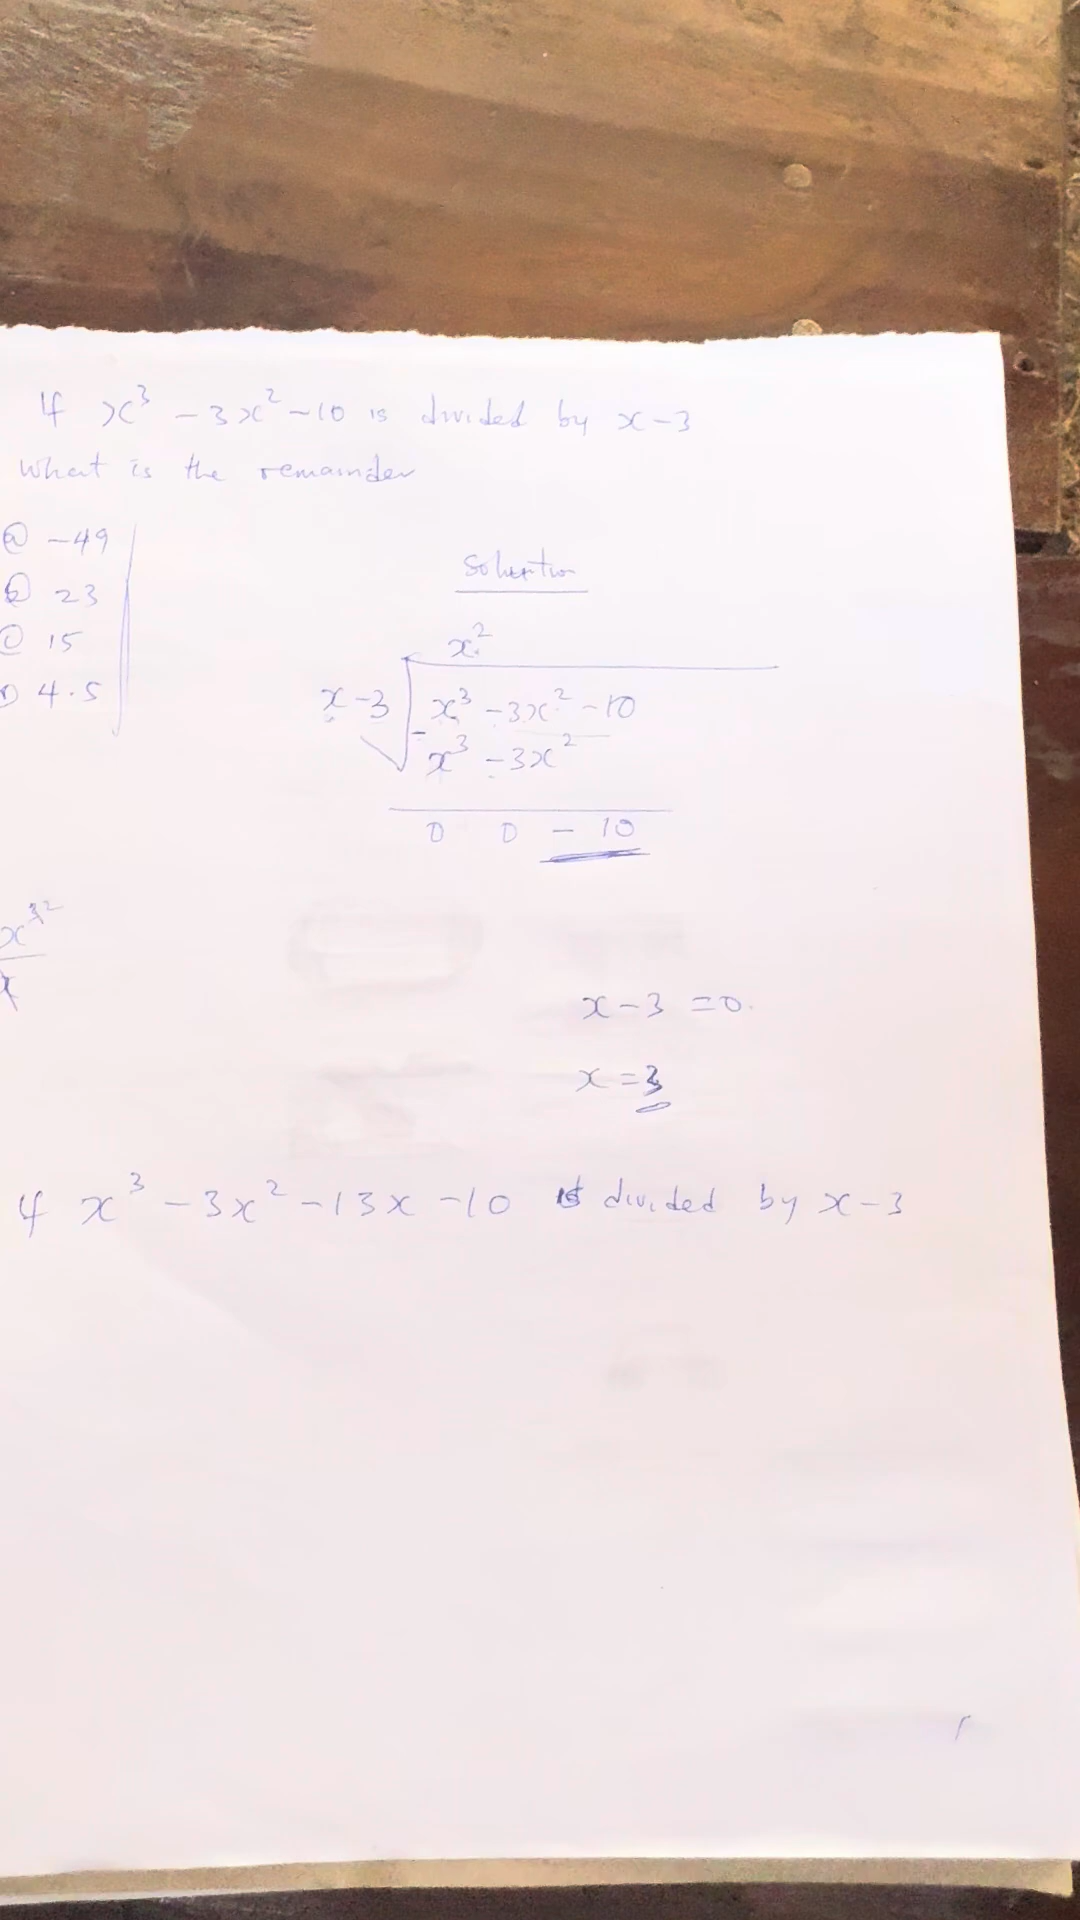 If x³ - 3x² - 10 is divided by x - 3
What is the remainder
(a) -49
(b) 23
(c) 15
(D) 4.5
Solution
x²
x - 3 x³ - 3x² - 10
- x³ - 3x²
0 0 - 10
x³2
x
x - 3 = 0.
x = 3
If x³ - 3x² - 13x - 10 is divided by x - 3